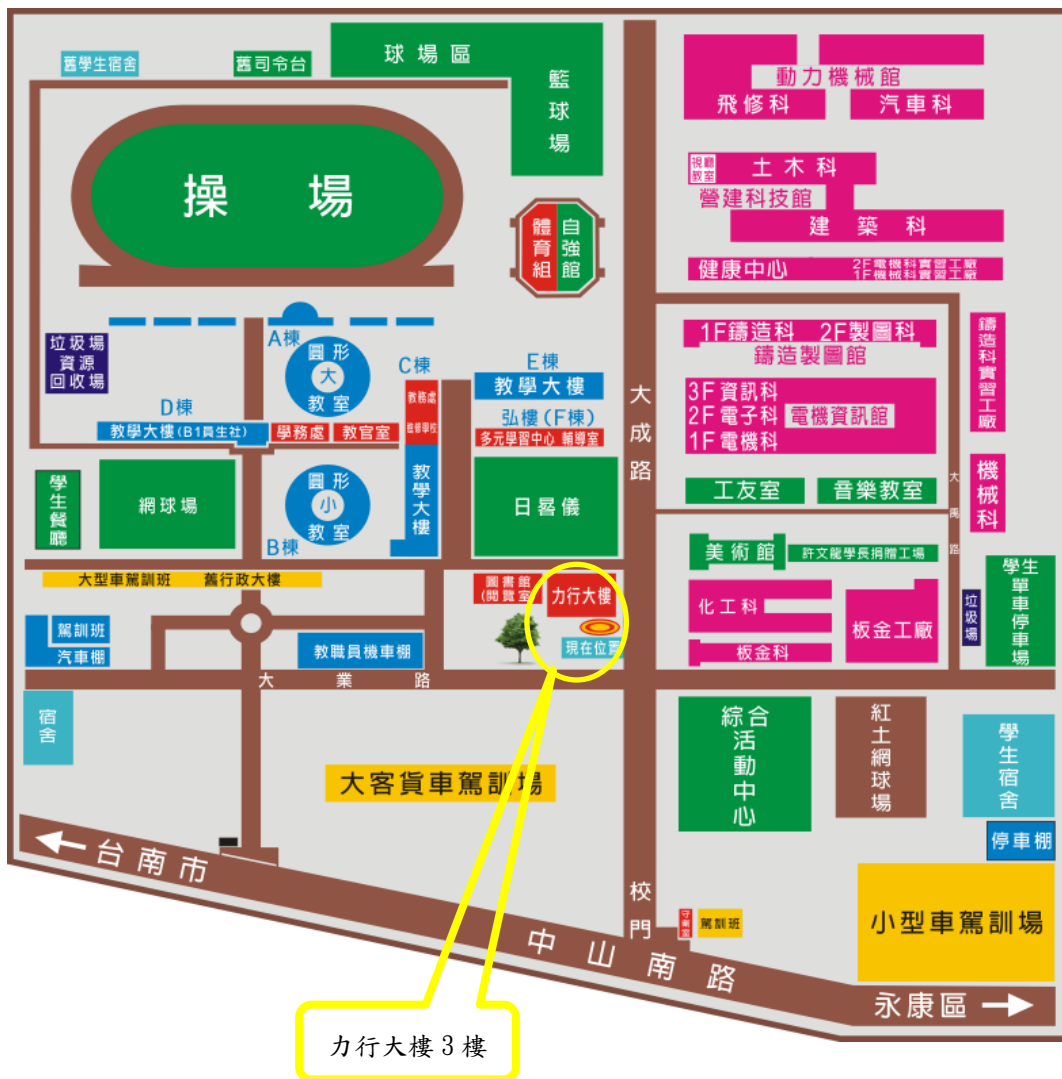 舊學生宿舍
舊司令台
球場區
籃球場
操場
體育組
自強館
動力機械館
飛修科
汽車科
視聽教室
土木科
營建科技館
建築科
健康中心
2F電機科實習工廠
1F機械科實習工廠
垃圾場
資源
回收場
A棟
圓形
大
教室
C棟
教務處
E棟
教學大樓
D棟
教學大樓(B1員生社)
學務處
教官室
弘樓(F棟)
多元學習中心 輔導室
大成路
1F鑄造科 2F製圖科
鑄造製圖館
鑄造科實習工廠
3F資訊科
2F電子科
1F電機科
電機資訊館
學生餐廳
網球場
圓形
小
教室
B棟
教學大樓
日晷儀
工友室
音樂教室
大禹路
機械科
美術館
許文龍學長捐贈工場
大型車駕訓班 舊行政大樓
圖書館
(閱覽室)
力行大樓
現在位置
化工科
板金科
板金工廠
垃圾場
學生單車停車場
駕訓班
汽車棚
教職員機車棚
大業路
宿舍
大客貨車駕訓場
綜合活動中心
紅土網球場
學生宿舍
停車棚
台南市
校門
守衛室
駕訓班
小型車駕訓場
中山南路
永康區
力行大樓3樓